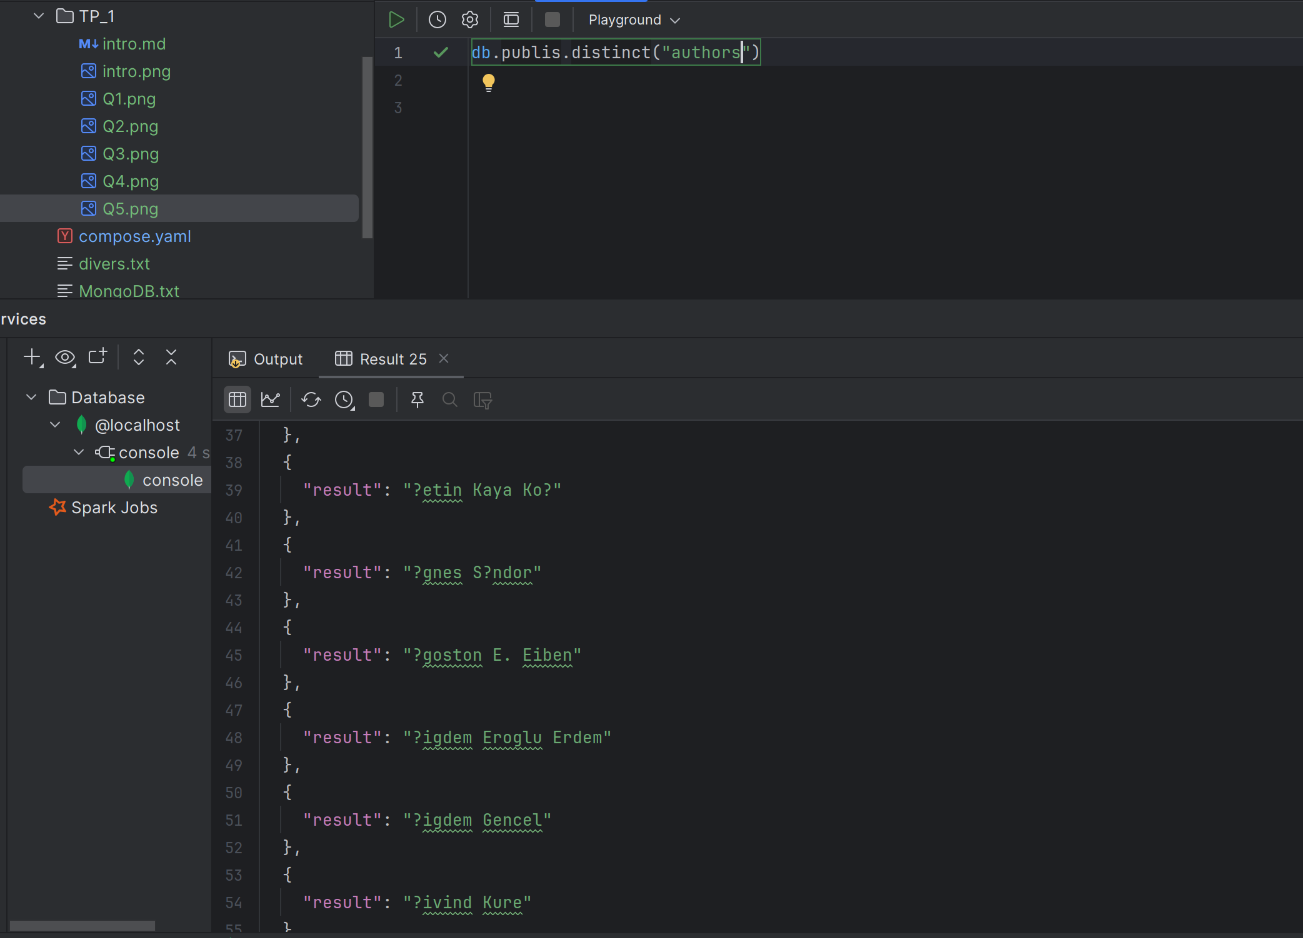 TP_1
intro.md
intro.png
Q1.png
Q2.png
Q3.png
Q4.png
Q5.png
compose.yaml
divers.txt
MongoDB.txt
Playground
1 db.publis.distinct("authors")
2
3
rvices
Database
@localhost
console 4 s
console
Spark Jobs
Output Result 25
37 },
38 {
39 "result": "?etin Kaya Ko?"
40 },
41 {
42 "result": "?gnes S?ndor"
43 },
44 {
45 "result": "?goston E. Eiben"
46 },
47 {
48 "result": "?igdem Eroglu Erdem"
49 },
50 {
51 "result": "?igdem Gencel"
52 },
53 {
54 "result": "?ivind Kure"
55 }